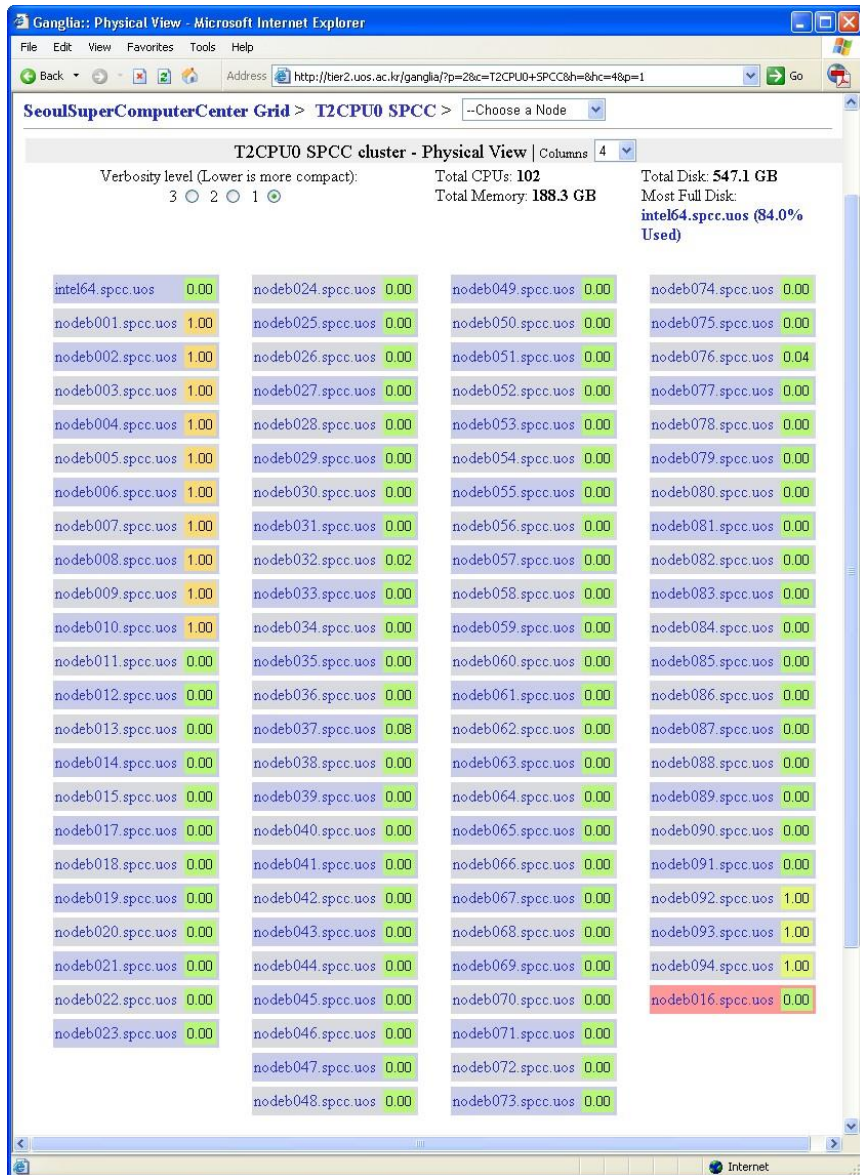 Ganglia:: Physical View - Microsoft Internet Explorer
File Edit View Favorites Tools Help
Back Address http://tier2.uos.ac.kr/ganglia/?p=2&c=T2CPU0+SPCC&h=&hc=4&p=1 Go
SeoulSuperComputerCenter Grid > T2CPU0 SPCC > --Choose a Node
T2CPU0 SPCC cluster - Physical View | Columns 4
Verbosity level (Lower is more compact):
3 2 1
Total CPUs: 102
Total Memory: 188.3 GB
Total Disk: 547.1 GB
Most Full Disk:
intel64.spcc.uos (84.0%
Used)
intel64.spcc.uos 0.00
nodeb001.spcc.uos 1.00
nodeb002.spcc.uos 1.00
nodeb003.spcc.uos 1.00
nodeb004.spcc.uos 1.00
nodeb005.spcc.uos 1.00
nodeb006.spcc.uos 1.00
nodeb007.spcc.uos 1.00
nodeb008.spcc.uos 1.00
nodeb009.spcc.uos 1.00
nodeb010.spcc.uos 1.00
nodeb011.spcc.uos 0.00
nodeb012.spcc.uos 0.00
nodeb013.spcc.uos 0.00
nodeb014.spcc.uos 0.00
nodeb015.spcc.uos 0.00
nodeb017.spcc.uos 0.00
nodeb018.spcc.uos 0.00
nodeb019.spcc.uos 0.00
nodeb020.spcc.uos 0.00
nodeb021.spcc.uos 0.00
nodeb022.spcc.uos 0.00
nodeb023.spcc.uos 0.00
nodeb024.spcc.uos 0.00
nodeb025.spcc.uos 0.00
nodeb026.spcc.uos 0.00
nodeb027.spcc.uos 0.00
nodeb028.spcc.uos 0.00
nodeb029.spcc.uos 0.00
nodeb030.spcc.uos 0.00
nodeb031.spcc.uos 0.00
nodeb032.spcc.uos 0.02
nodeb033.spcc.uos 0.00
nodeb034.spcc.uos 0.00
nodeb035.spcc.uos 0.00
nodeb036.spcc.uos 0.00
nodeb037.spcc.uos 0.08
nodeb038.spcc.uos 0.00
nodeb039.spcc.uos 0.00
nodeb040.spcc.uos 0.00
nodeb041.spcc.uos 0.00
nodeb042.spcc.uos 0.00
nodeb043.spcc.uos 0.00
nodeb044.spcc.uos 0.00
nodeb045.spcc.uos 0.00
nodeb046.spcc.uos 0.00
nodeb047.spcc.uos 0.00
nodeb048.spcc.uos 0.00
nodeb049.spcc.uos 0.00
nodeb050.spcc.uos 0.00
nodeb051.spcc.uos 0.00
nodeb052.spcc.uos 0.00
nodeb053.spcc.uos 0.00
nodeb054.spcc.uos 0.00
nodeb055.spcc.uos 0.00
nodeb056.spcc.uos 0.00
nodeb057.spcc.uos 0.00
nodeb058.spcc.uos 0.00
nodeb059.spcc.uos 0.00
nodeb060.spcc.uos 0.00
nodeb061.spcc.uos 0.00
nodeb062.spcc.uos 0.00
nodeb063.spcc.uos 0.00
nodeb064.spcc.uos 0.00
nodeb065.spcc.uos 0.00
nodeb066.spcc.uos 0.00
nodeb067.spcc.uos 0.00
nodeb068.spcc.uos 0.00
nodeb069.spcc.uos 0.00
nodeb070.spcc.uos 0.00
nodeb071.spcc.uos 0.00
nodeb072.spcc.uos 0.00
nodeb073.spcc.uos 0.00
nodeb074.spcc.uos 0.00
nodeb075.spcc.uos 0.00
nodeb076.spcc.uos 0.04
nodeb077.spcc.uos 0.00
nodeb078.spcc.uos 0.00
nodeb079.spcc.uos 0.00
nodeb080.spcc.uos 0.00
nodeb081.spcc.uos 0.00
nodeb082.spcc.uos 0.00
nodeb083.spcc.uos 0.00
nodeb084.spcc.uos 0.00
nodeb085.spcc.uos 0.00
nodeb086.spcc.uos 0.00
nodeb087.spcc.uos 0.00
nodeb088.spcc.uos 0.00
nodeb089.spcc.uos 0.00
nodeb090.spcc.uos 0.00
nodeb091.spcc.uos 0.00
nodeb092.spcc.uos 1.00
nodeb093.spcc.uos 1.00
nodeb094.spcc.uos 1.00
nodeb016.spcc.uos 0.00
Internet